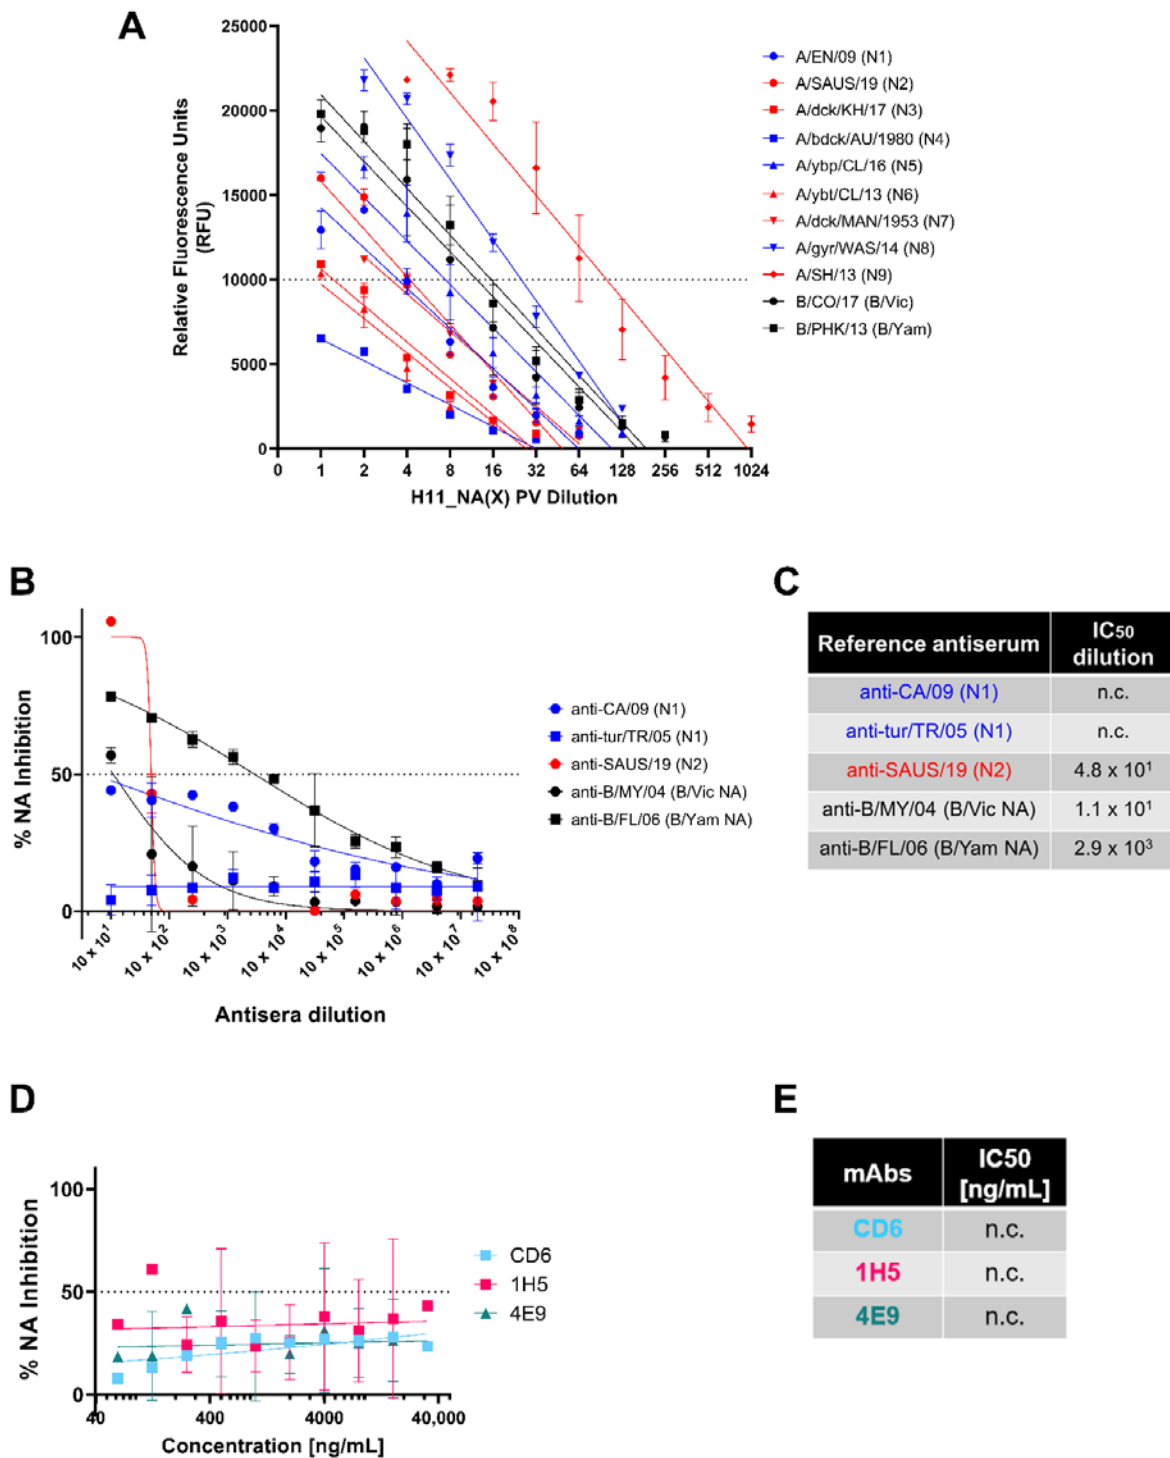 A
25000
20000
15000
10000
5000
0
Relative Fluorescence Units
(RFU)
0 1 2 4 8 16 32 64 128 256 512 1024
H11_NA(X) PV Dilution
A/EN/09 (N1)
A/SAUS/19 (N2)
A/dck/KH/17 (N3)
A/bdck/AU/1980 (N4)
A/ybp/CL/16 (N5)
A/ybt/CL/13 (N6)
A/dck/MAN/1953 (N7)
A/gyr/WAS/14 (N8)
A/SH/13 (N9)
B/CO/17 (B/Vic)
B/PHK/13 (B/Yam)
B
100
50
0
% NA Inhibition
10 x 10¹ 10 x 10² 10 x 10³ 10 x 10⁴ 10 x 10⁵ 10 x 10⁶ 10 x 10⁷ 10 x 10⁸
Antisera dilution
anti-CA/09 (N1)
anti-tur/TR/05 (N1)
anti-SAUS/19 (N2)
anti-B/MY/04 (B/Vic NA)
anti-B/FL/06 (B/Yam NA)
C
Reference antiserum IC50 dilution
anti-CA/09 (N1) n.c.
anti-tur/TR/05 (N1) n.c.
anti-SAUS/19 (N2) 4.8 x 10¹
anti-B/MY/04 (B/Vic NA) 1.1 x 10¹
anti-B/FL/06 (B/Yam NA) 2.9 x 10³
D
100
50
0
% NA Inhibition
40 400 4000 40,000
Concentration [ng/mL]
CD6
1H5
4E9
E
mAbs IC50 [ng/mL]
CD6 n.c.
1H5 n.c.
4E9 n.c.